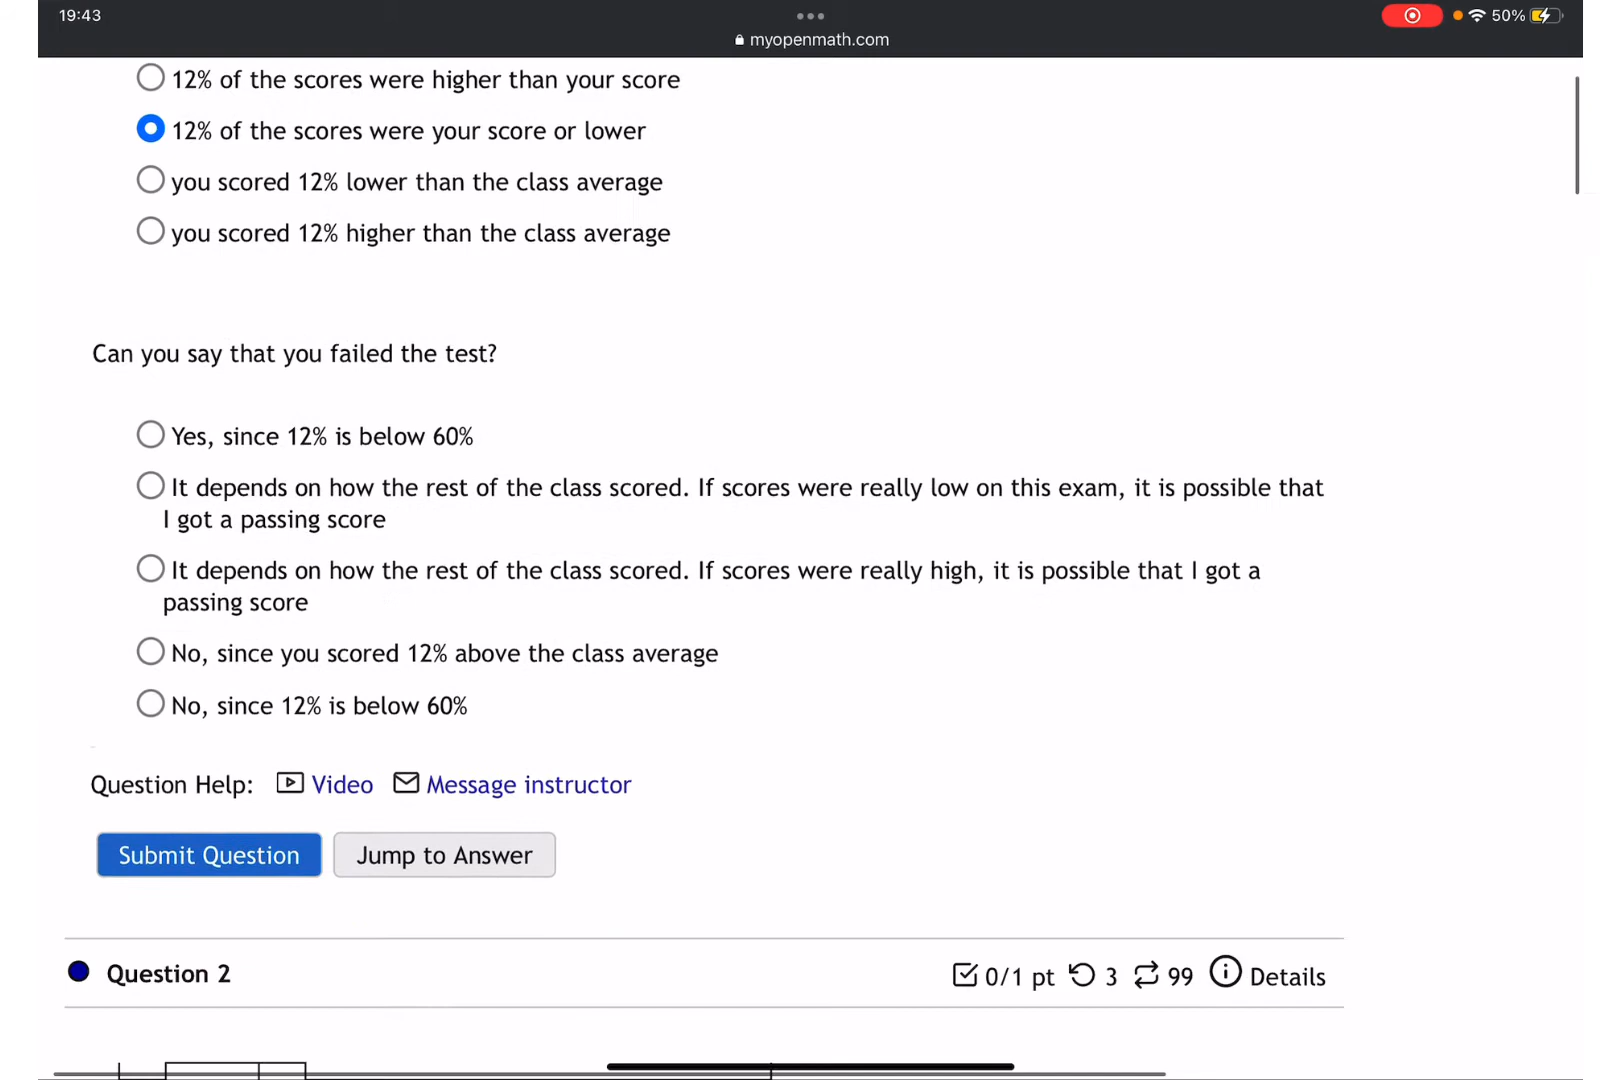 19:43
50%
myopenmath.com
12% of the scores were higher than your score
12% of the scores were your score or lower
you scored 12% lower than the class average
you scored 12% higher than the class average
Can you say that you failed the test?
Yes, since 12% is below 60%
It depends on how the rest of the class scored. If scores were really low on this exam, it is possible that
I got a passing score
It depends on how the rest of the class scored. If scores were really high, it is possible that I got a
passing score
No, since you scored 12% above the class average
No, since 12% is below 60%
Question Help: Video Message instructor
Submit Question Jump to Answer
Question 2 0/1 pt 3 99 Details